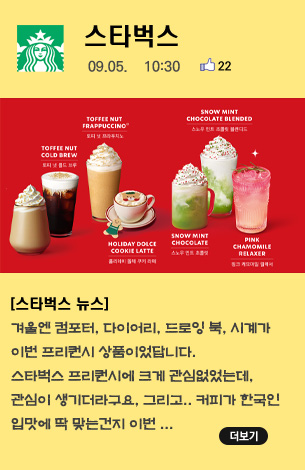 스타벅스
09.05. 10:30 22
TOFFEE NUT
FRAPPUCCINO®
토피 넛 프라푸치노
TOFFEE NUT
COLD BREW
토피 넛 콜드 브루
SNOW MINT
CHOCOLATE BLENDED
스노우 민트 초콜릿 블렌디드
HOLIDAY DOLCE
COOKIE LATTE
홀리데이 돌체 쿠키 라떼
SNOW MINT
CHOCOLATE
스노우 민트 초콜릿
PINK
CHAMOMILE
RELAXER
핑크 캐모마일 릴렉서
[스타벅스 뉴스]
겨울엔 컴포터, 다이어리, 드로잉 북, 시계가
이번 프리퀀시 상품이었답니다.
스타벅스 프리퀀시에 크게 관심없었는데,
관심이 생기더라구요, 그리고.. 커피가 한국인
입맛에 딱 맞는건지 이번 ...
더보기